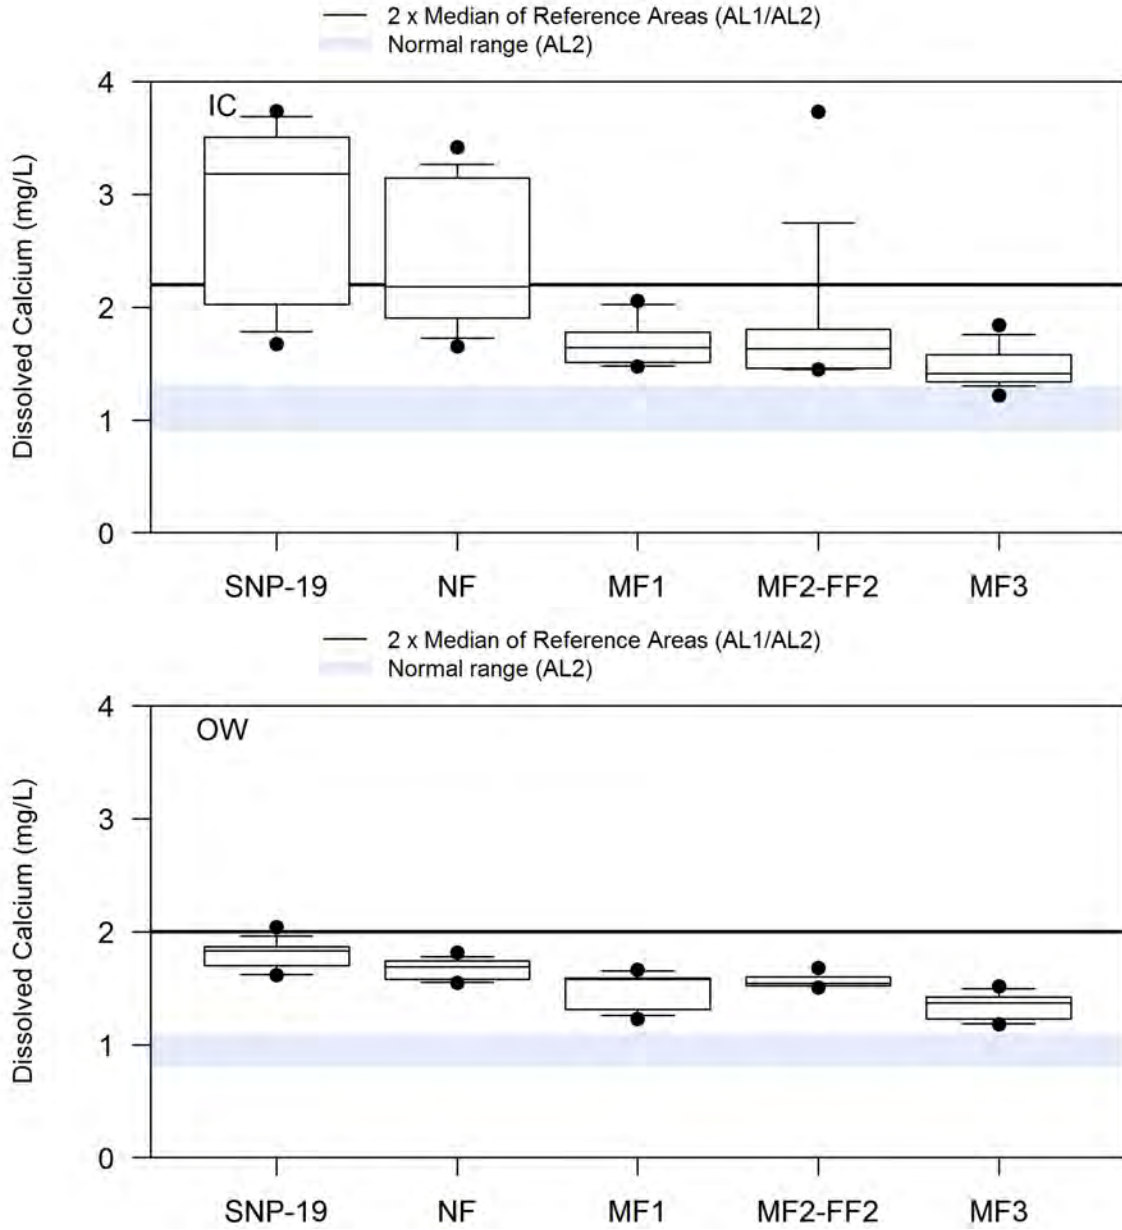 2 x Median of Reference Areas (AL1/AL2)
Normal range (AL2)
4
IC
3
2
1
0
Dissolved Calcium (mg/L)
SNP-19 NF MF1 MF2-FF2 MF3
2 x Median of Reference Areas (AL1/AL2)
Normal range (AL2)
4
OW
3
2
1
0
Dissolved Calcium (mg/L)
SNP-19 NF MF1 MF2-FF2 MF3